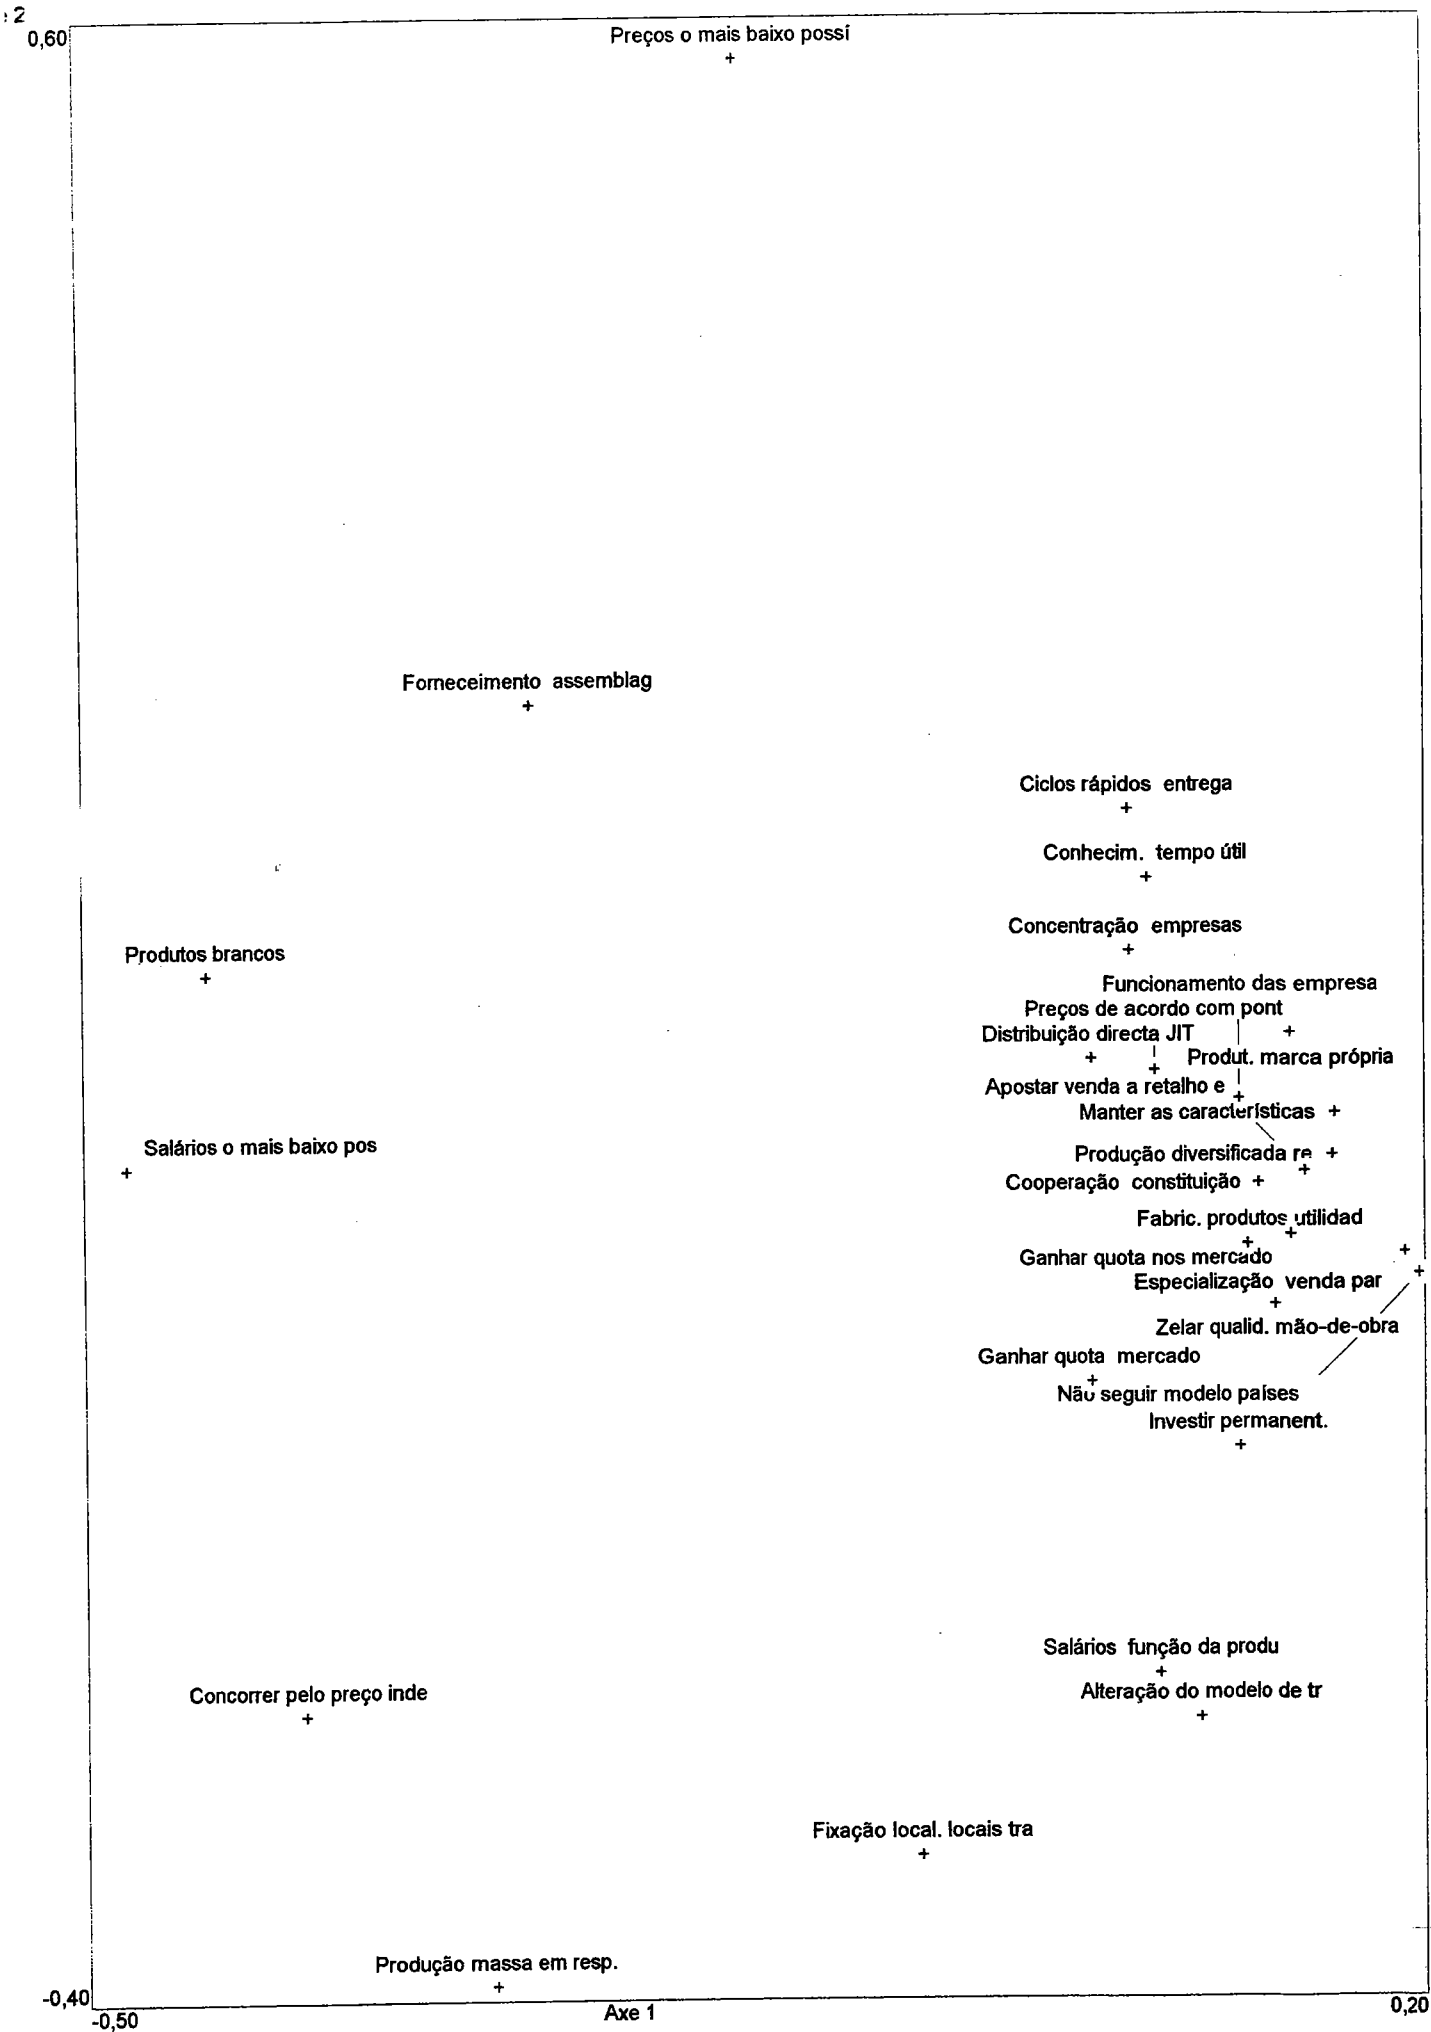 2
0,60
Preços o mais baixo possí
Forneceimento assemblag
Ciclos rápidos entrega
Conhecim. tempo útil
Concentração empresas
Produtos brancos
Funcionamento das empresa
Preços de acordo com pont
Distribuição directa JIT
Produt. marca própria
Apostar venda a retalho e
Manter as características
Salários o mais baixo pos
Produção diversificada re
Cooperação constituição
Fabric. produtos utilidad
Ganhar quota nos mercado
Especialização venda par
Zelar qualid. mão-de-obra
Ganhar quota mercado
Não seguir modelo países
Investir permanent.
Salários função da produ
Alteração do modelo de tr
Concorrer pelo preço inde
Fixação local. locais tra
Produção massa em resp.
-0,40
-0,50
Axe 1
0,20